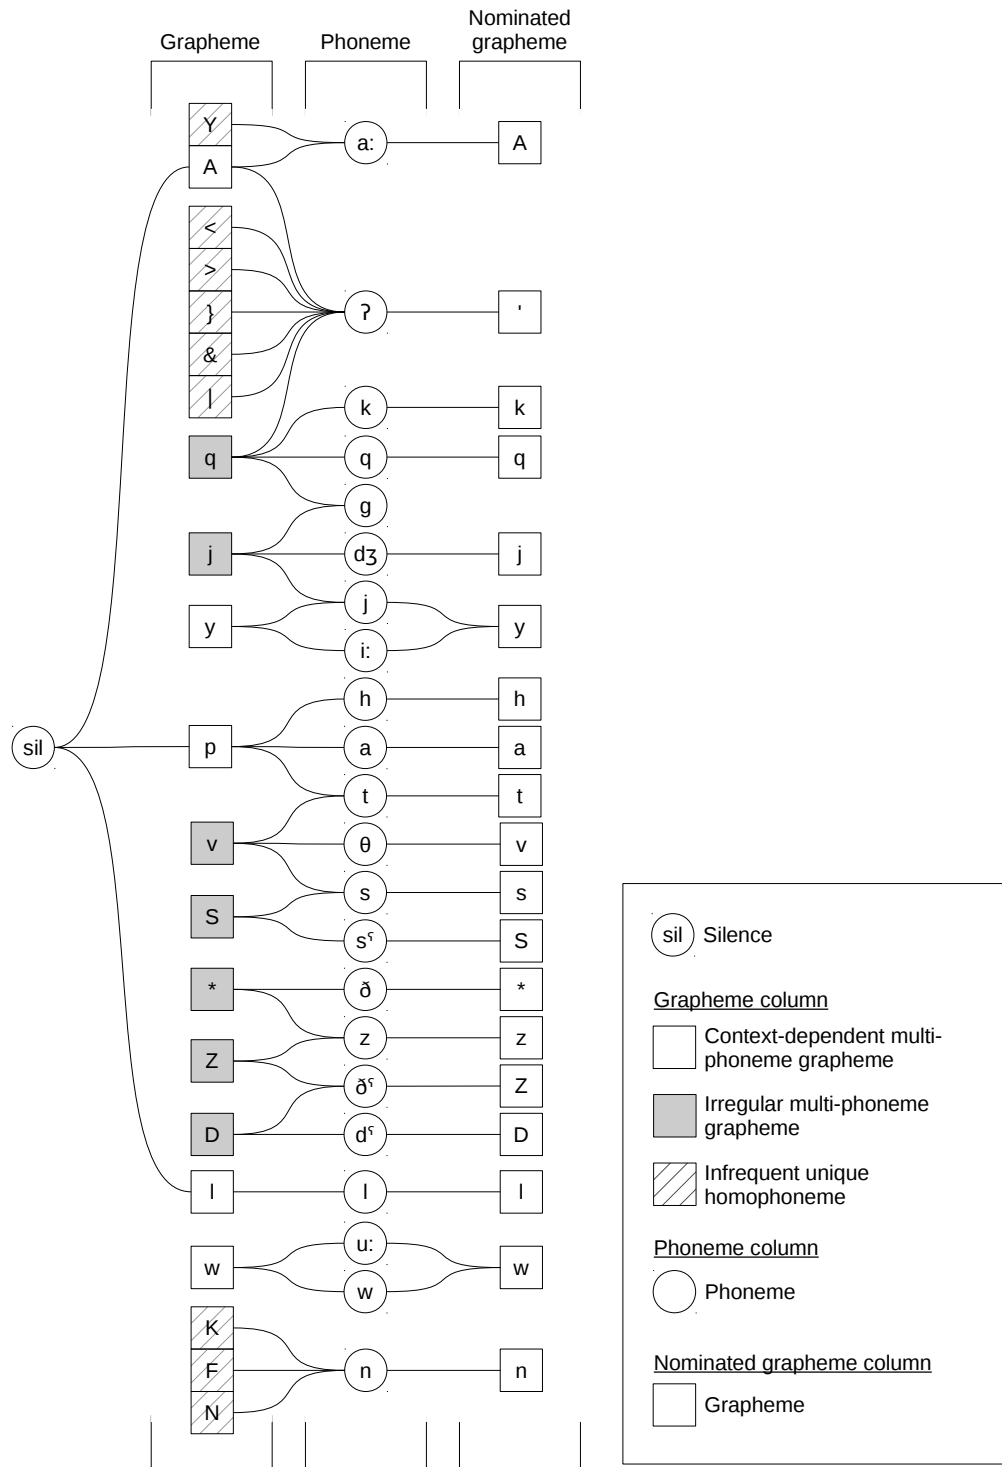 Nominated
Grapheme Phoneme grapheme
Y
a: A
A
<
>
} ʔ '
&
|
k k
q q q
g
j dʒ j
j
y y
i:
h h
sil p a a
t t
v θ v
s s
S
sˤ S
* ð *
z z
Z
ðˤ Z
D dˤ D
l l l
u:
w w
w
K
F n n
N
sil Silence
Grapheme column
Context-dependent multi-
phoneme grapheme
Irregular multi-phoneme
grapheme
Infrequent unique
homophoneme
Phoneme column
Phoneme
Nominated grapheme column
Grapheme